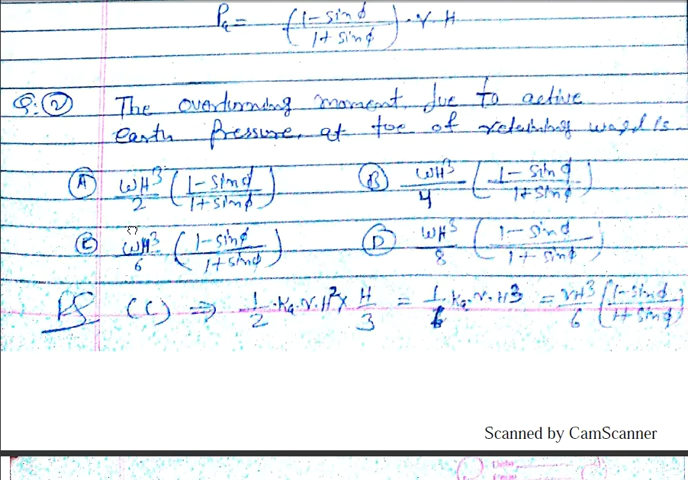 Pa = (1-sinφ / 1+sinφ) · γ · H
Q:② The overturning moment due to active
earth pressure, at toe of retaining wall is
Ⓐ wH³/2 (1-sinφ / 1+sinφ) Ⓑ wH³/4 (1-sinφ / 1+sinφ)
Ⓒ wH³/6 (1-sinφ / 1+sinφ) Ⓓ wH³/8 (1-sinφ / 1+sinφ)
(C) ⇒ 1/2 · Ka · γ · H² × H/3 = 1/6 Ka · γ · H3 = γH³/6 (1-sinφ / 1+sinφ)
Scanned by CamScanner